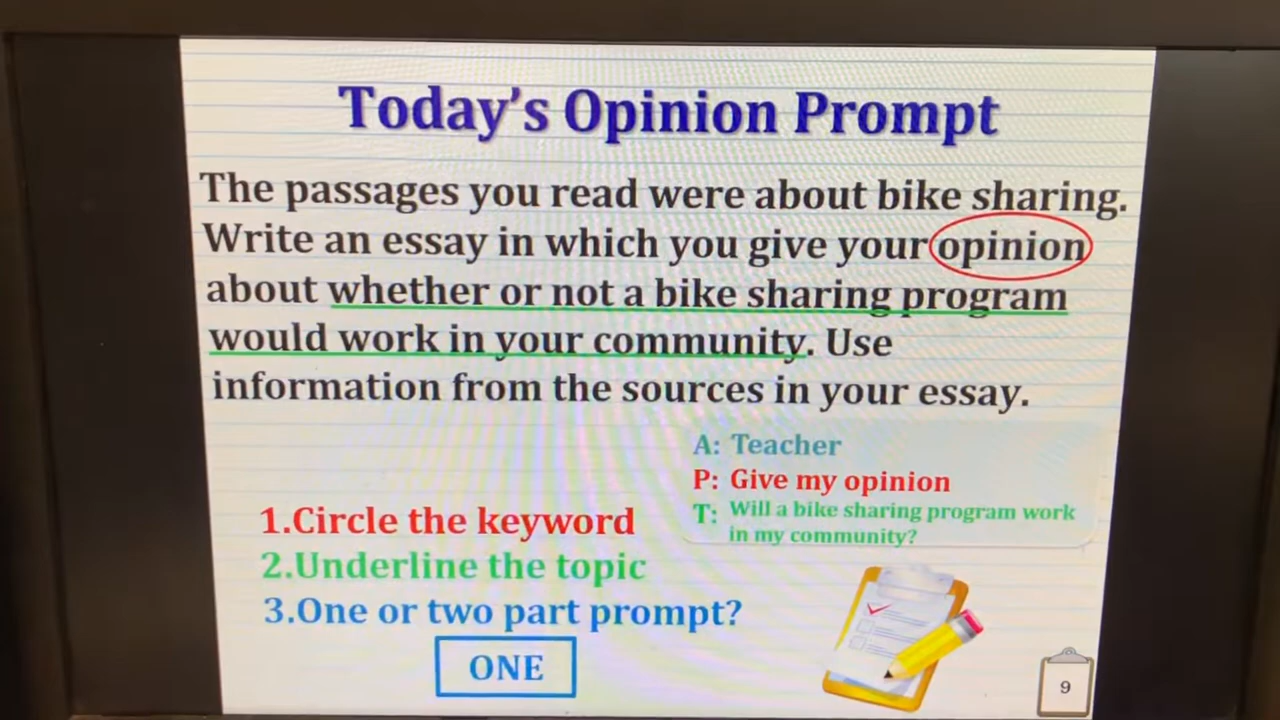 Today's Opinion Prompt
The passages you read were about bike sharing.
Write an essay in which you give your opinion
about whether or not a bike sharing program
would work in your community. Use
information from the sources in your essay.
A: Teacher
P: Give my opinion
T: Will a bike sharing program work
in my community?
1.Circle the keyword
2.Underline the topic
3.One or two part prompt?
ONE
9